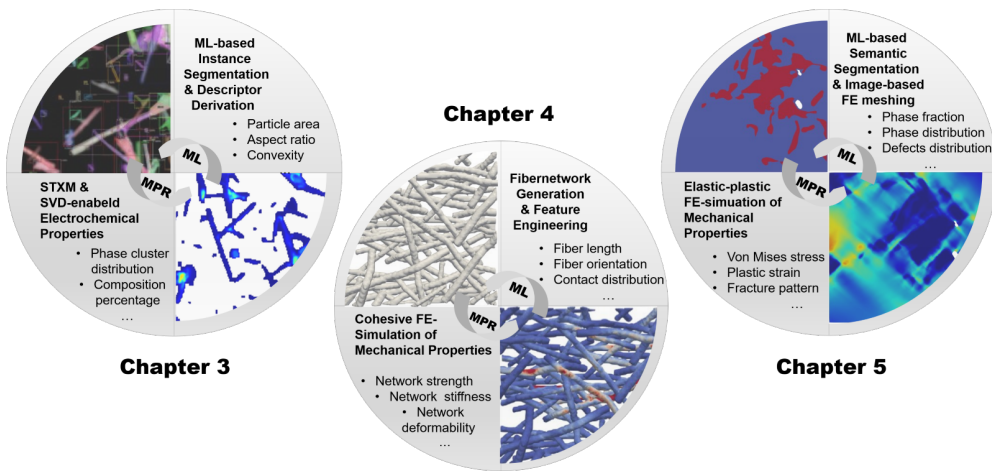 ML-based
Instance
Segmentation
& Descriptor
Derivation
• Particle area
• Aspect ratio
• Convexity
ML
MPR
STXM &
SVD-enabeld
Electrochemical
Properties
• Phase cluster
distribution
• Composition
percentage
…
Chapter 3
Chapter 4
Fibernetwork
Generation
& Feature
Engineering
• Fiber length
• Fiber orientation
• Contact distribution
…
ML
MPR
Cohesive FE-
Simulation of
Mechanical Properties
• Network strength
• Network stiffness
• Network
deformability
…
ML-based
Semantic
Segmentation
& Image-based
FE meshing
• Phase fraction
• Phase distribution
• Defects distribution
…
ML
MPR
Elastic-plastic
FE-simuation of
Mechanical
Properties
• Von Mises stress
• Plastic strain
• Fracture pattern
…
Chapter 5